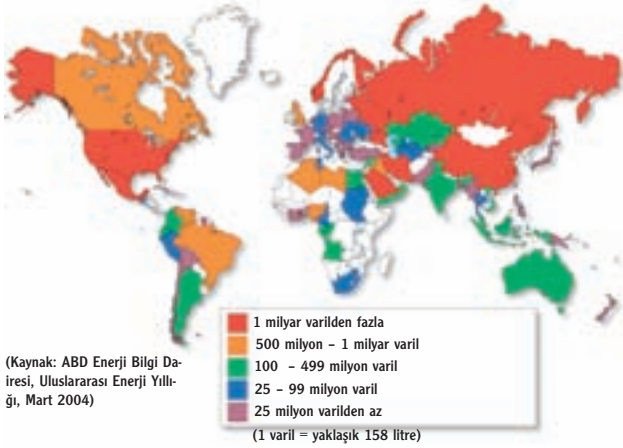 1 milyar varilden fazla
500 milyon – 1 milyar varil
100 – 499 milyon varil
25 – 99 milyon varil
25 milyon varilden az
(1 varil = yaklaşık 158 litre)
(Kaynak: ABD Enerji Bilgi Da-
iresi, Uluslararası Enerji Yıllı-
ğı, Mart 2004)